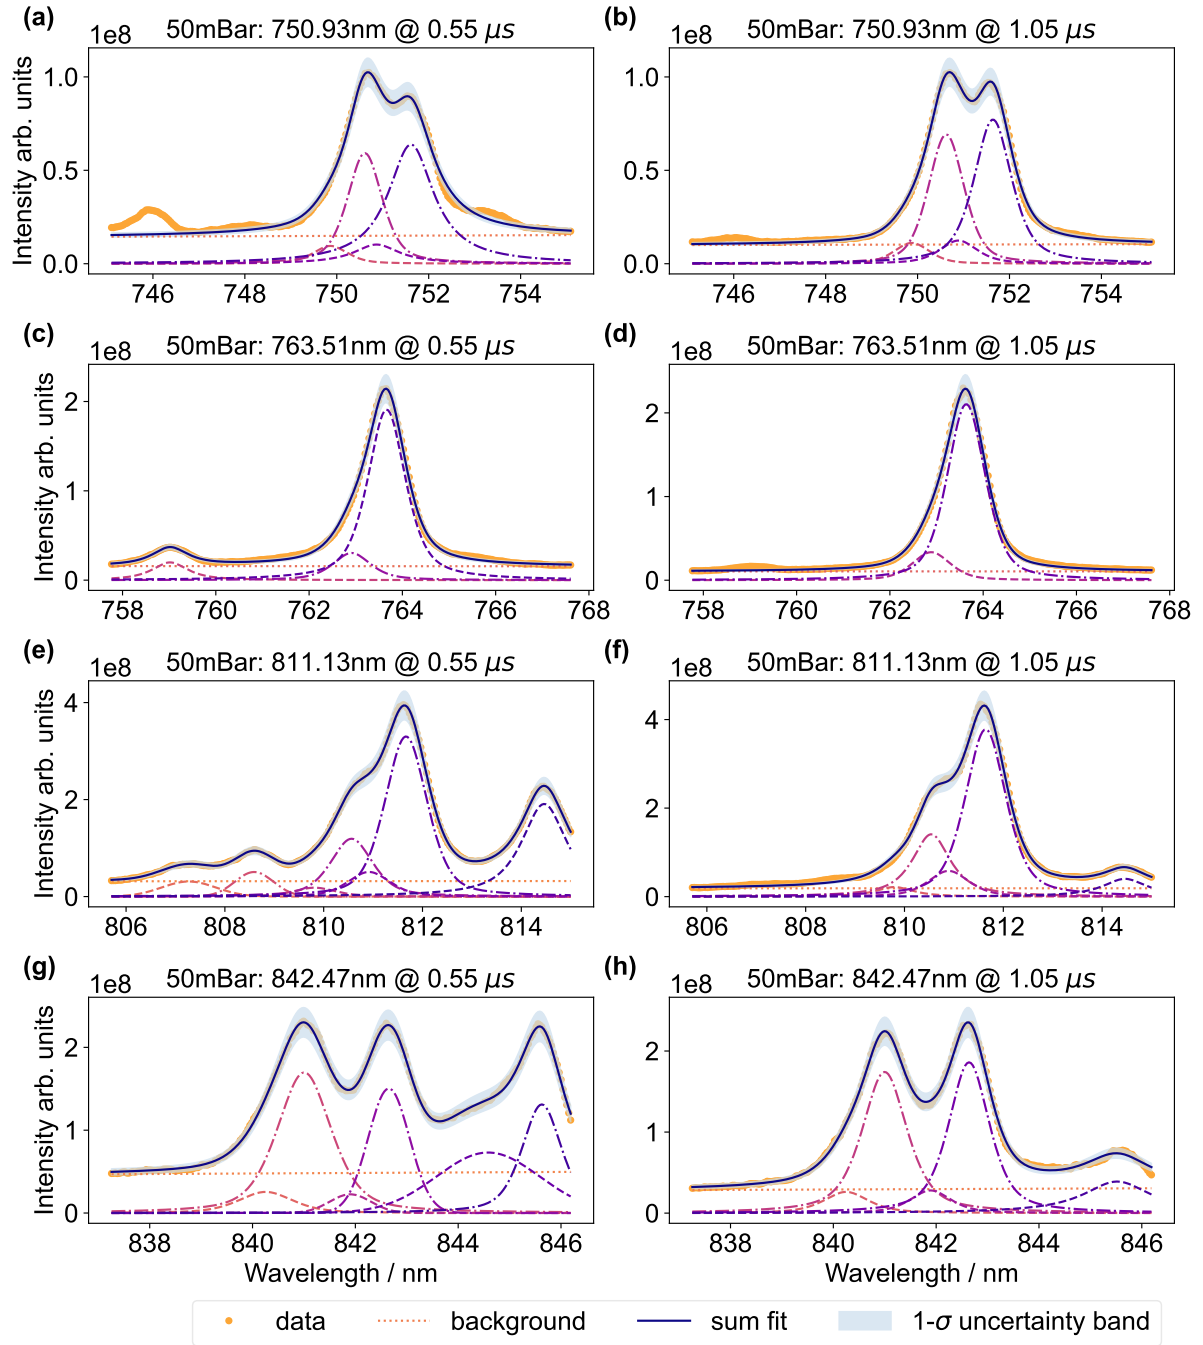 (a)
1e8
50mBar: 750.93nm @ 0.55 μs
Intensity arb. units
1.0
0.5
0.0
746 748 750 752 754
(b)
1e8
50mBar: 750.93nm @ 1.05 μs
1.0
0.5
0.0
746 748 750 752 754
(c)
1e8
50mBar: 763.51nm @ 0.55 μs
Intensity arb. units
2
1
0
758 760 762 764 766 768
(d)
1e8
50mBar: 763.51nm @ 1.05 μs
2
1
0
758 760 762 764 766 768
(e)
1e8
50mBar: 811.13nm @ 0.55 μs
Intensity arb. units
4
2
0
806 808 810 812 814
(f)
1e8
50mBar: 811.13nm @ 1.05 μs
4
2
0
806 808 810 812 814
(g)
1e8
50mBar: 842.47nm @ 0.55 μs
Intensity arb. units
2
1
0
838 840 842 844 846
Wavelength / nm
(h)
1e8
50mBar: 842.47nm @ 1.05 μs
2
1
0
838 840 842 844 846
Wavelength / nm
data background sum fit 1-σ uncertainty band